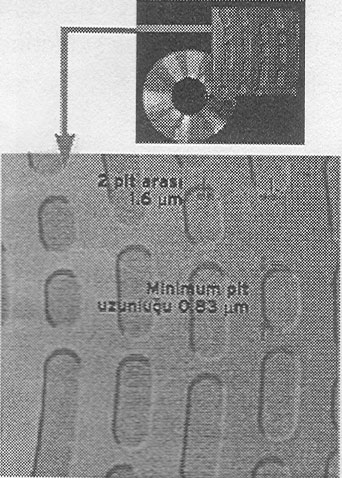 2 pit arası
1.6 µm
Minimum pit
uzunluğu 0.83 µm